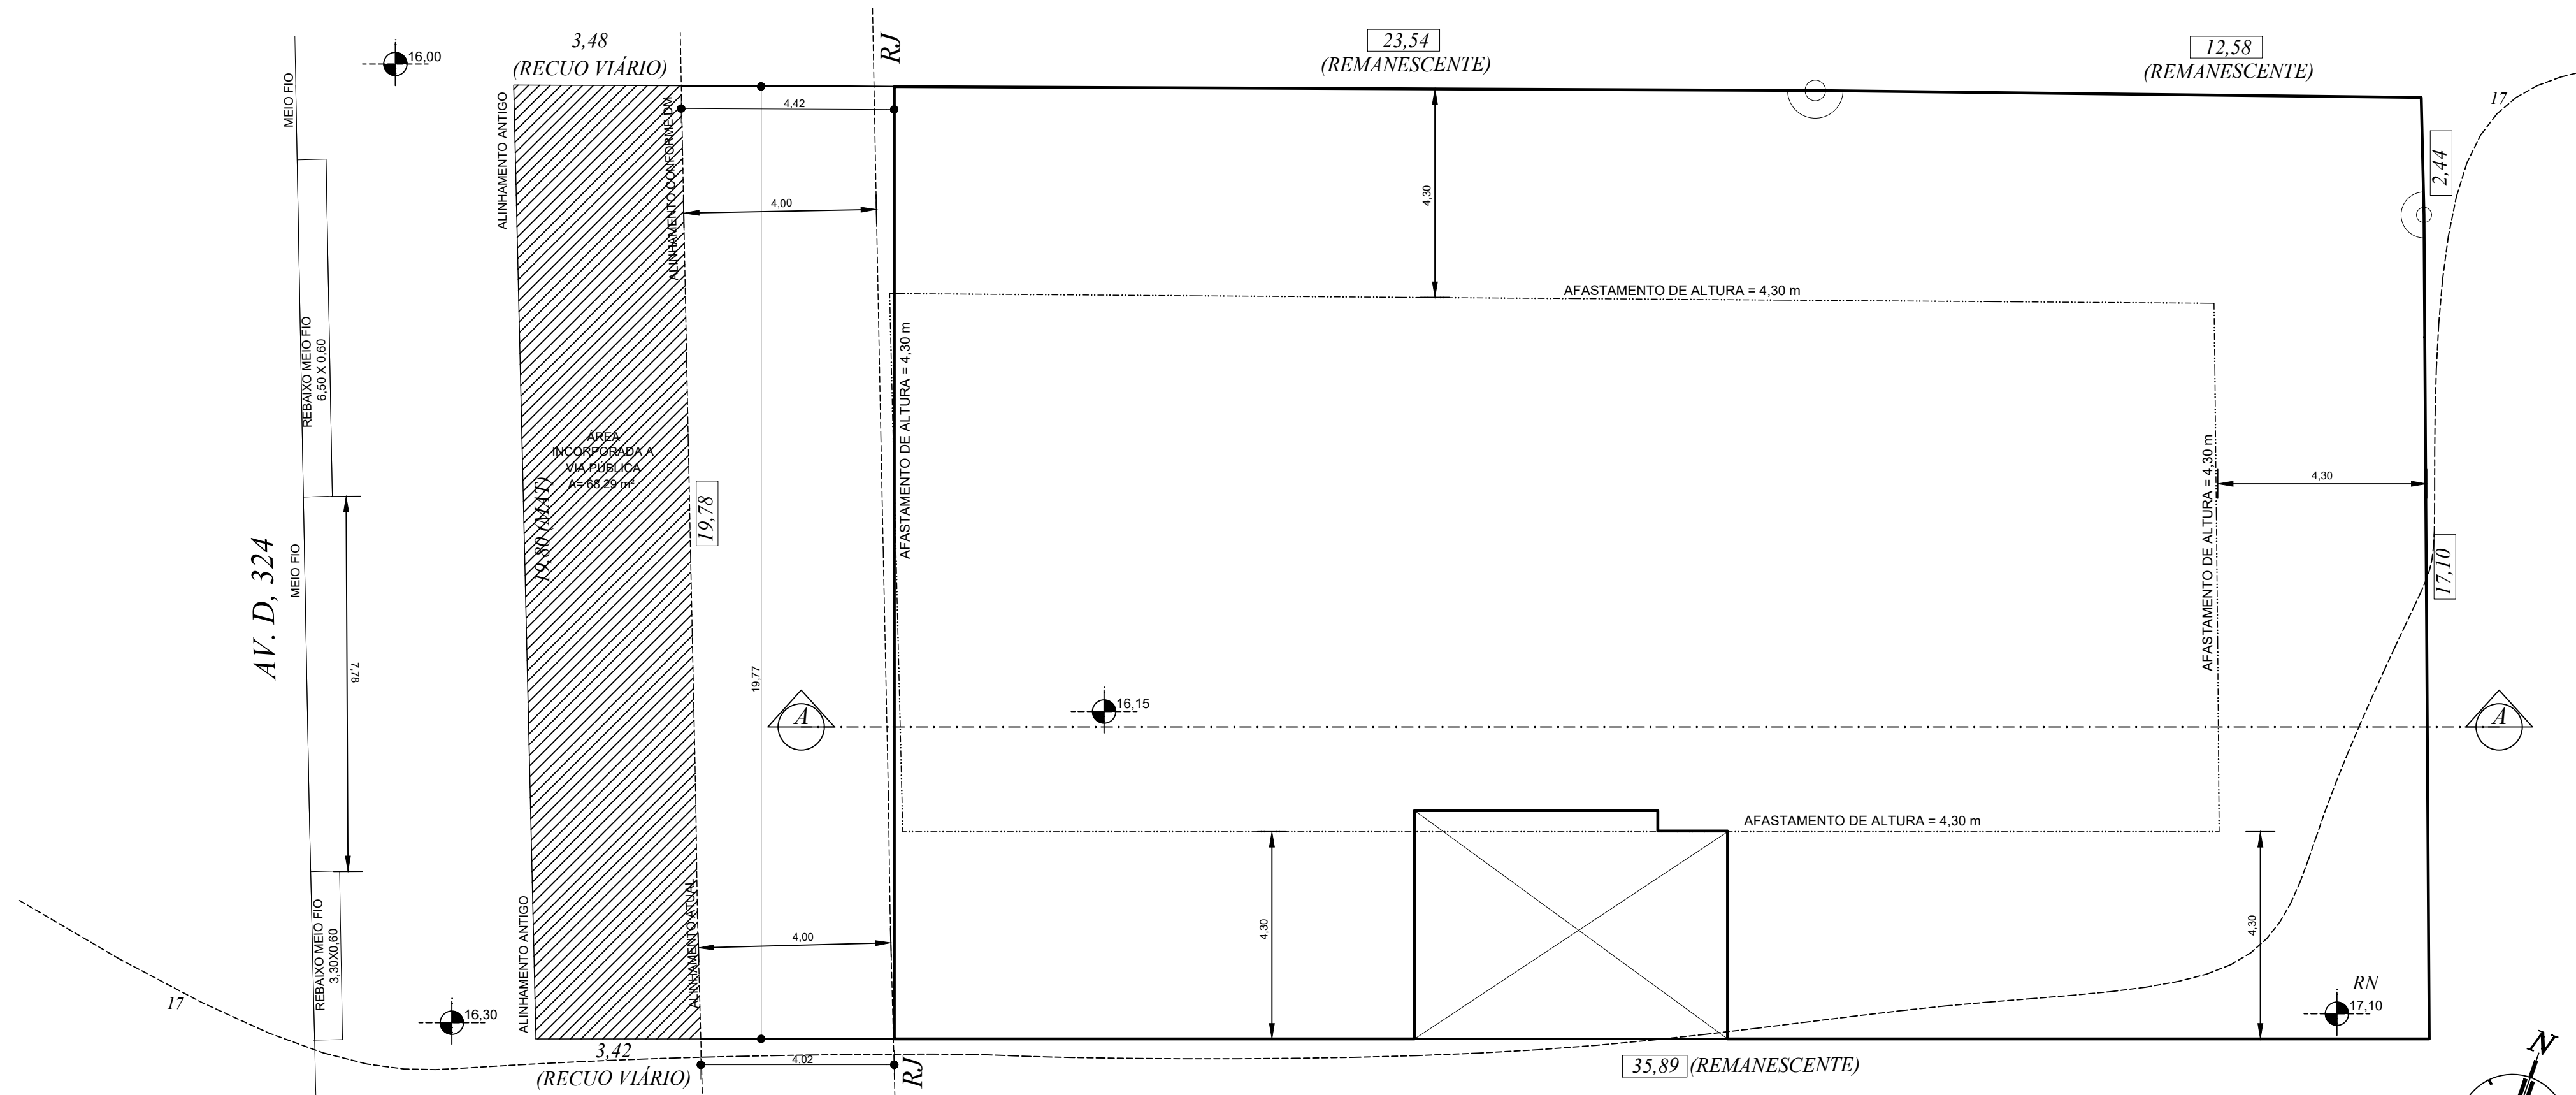 16,00
3,48
(RECUO VIÁRIO)
RJ
23,54
(REMANESCENTE)
12,58
(REMANESCENTE)
17
MEIO FIO
ALINHAMENTO ANTIGO
ALINHAMENTO CONFORME DM
4,42
4,00
4,30
2,44
REBAIXO MEIO FIO
6,50 X 0,60
AFASTAMENTO DE ALTURA = 4,30 m
AFASTAMENTO DE ALTURA = 4,30 m
ÁREA
INCORPORADA A
VIA PÚBLICA
A= 68,29 m²
19,80 (MAT)
19,78
AFASTAMENTO DE ALTURA = 4,30 m
4,30
17,10
AV. D, 324
MEIO FIO
7,78
19,77
A
16,15
A
AFASTAMENTO DE ALTURA = 4,30 m
REBAIXO MEIO FIO
3,30X0,60
ALINHAMENTO ANTIGO
ALINHAMENTO ATUAL
4,00
4,30
4,30
17
16,30
RN
17,10
3,42
(RECUO VIÁRIO)
4,02
RJ
35,89 (REMANESCENTE)
N